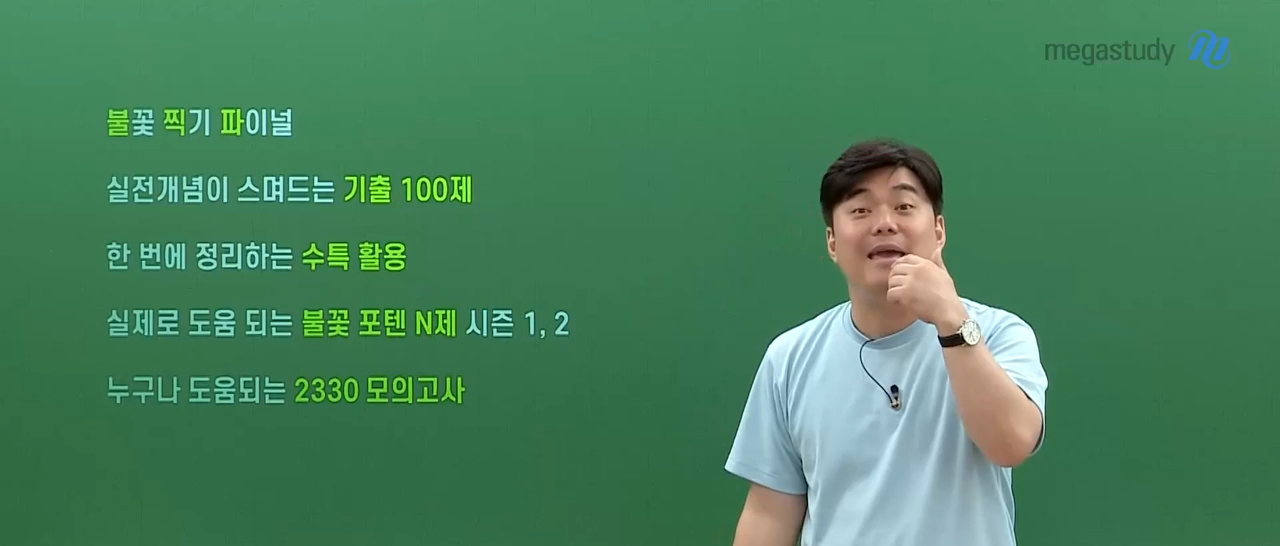 megastudy
불꽃 찍기 파이널
실전개념이 스며드는 기출 100제
한 번에 정리하는 수특 활용
실제로 도움 되는 불꽃 포텐 N제 시즌 1, 2
누구나 도움되는 2330 모의고사